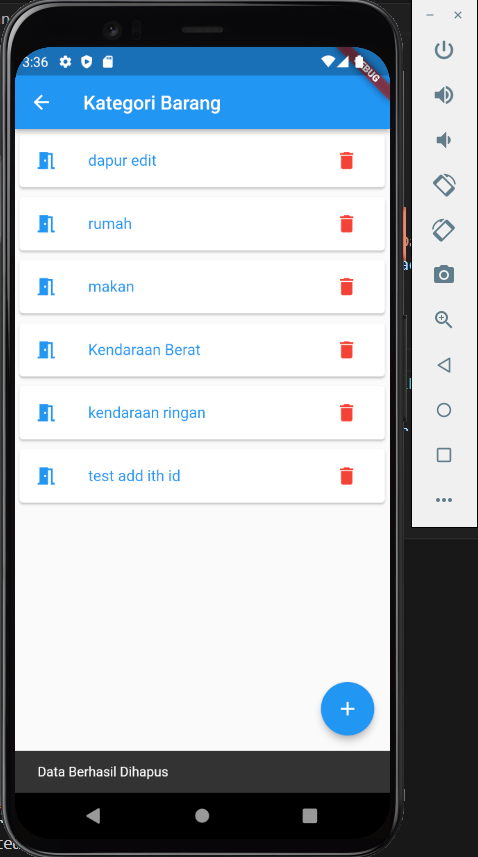 3:36
Kategori Barang
dapur edit
rumah
makan
Kendaraan Berat
kendaraan ringan
test add ith id
Data Berhasil Dihapus